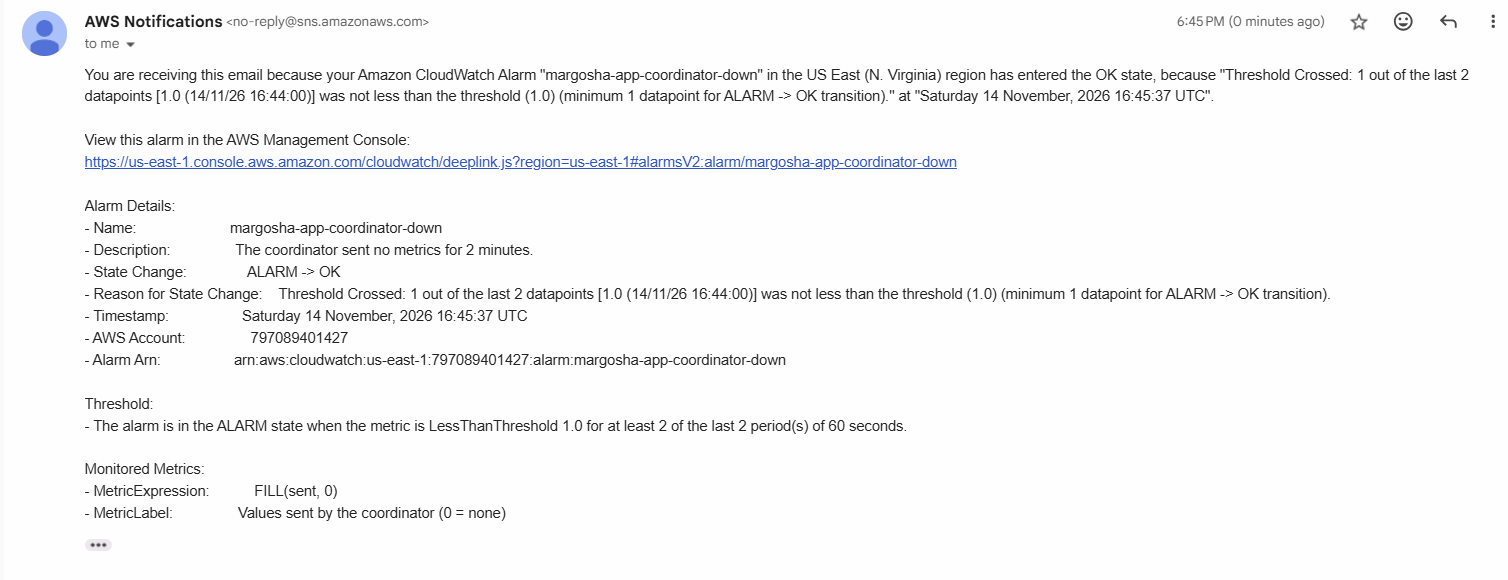 AWS Notifications <no-reply@sns.amazonaws.com>
6:45 PM (0 minutes ago)
to me
You are receiving this email because your Amazon CloudWatch Alarm "margosha-app-coordinator-down" in the US East (N. Virginia) region has entered the OK state, because "Threshold Crossed: 1 out of the last 2
datapoints [1.0 (14/11/26 16:44:00)] was not less than the threshold (1.0) (minimum 1 datapoint for ALARM -> OK transition)." at "Saturday 14 November, 2026 16:45:37 UTC".
View this alarm in the AWS Management Console:
https://us-east-1.console.aws.amazon.com/cloudwatch/deeplink.js?region=us-east-1#alarmsV2:alarm/margosha-app-coordinator-down
Alarm Details:
- Name: margosha-app-coordinator-down
- Description: The coordinator sent no metrics for 2 minutes.
- State Change: ALARM -> OK
- Reason for State Change: Threshold Crossed: 1 out of the last 2 datapoints [1.0 (14/11/26 16:44:00)] was not less than the threshold (1.0) (minimum 1 datapoint for ALARM -> OK transition).
- Timestamp: Saturday 14 November, 2026 16:45:37 UTC
- AWS Account: 797089401427
- Alarm Arn: arn:aws:cloudwatch:us-east-1:797089401427:alarm:margosha-app-coordinator-down
Threshold:
- The alarm is in the ALARM state when the metric is LessThanThreshold 1.0 for at least 2 of the last 2 period(s) of 60 seconds.
Monitored Metrics:
- MetricExpression: FILL(sent, 0)
- MetricLabel: Values sent by the coordinator (0 = none)